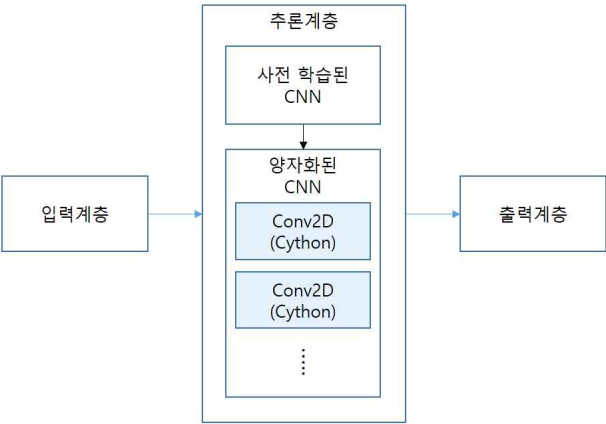 추론계층
사전 학습된
CNN
양자화된
CNN
입력계층
Conv2D
(Cython)
Conv2D
(Cython)
출력계층